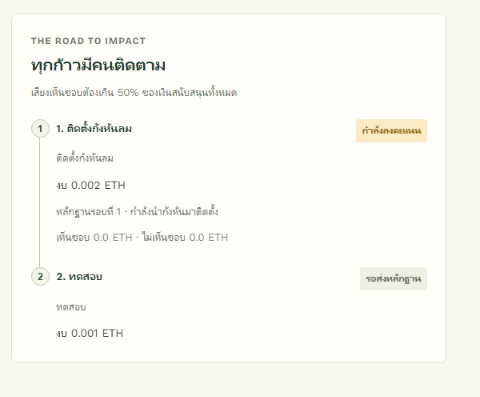 THE ROAD TO IMPACT
ทุกก้าวมีคนติดตาม
เสียงเห็นชอบต้องเกิน 50% ของเงินสนับสนุนทั้งหมด
1 1. ติดตั้งกังหันลม กำลังลงคะแนน
ติดตั้งกังหันลม
งบ 0.002 ETH
หลักฐานรอบที่ 1 · กำลังนำกังหันมาติดตั้ง
เห็นชอบ 0.0 ETH · ไม่เห็นชอบ 0.0 ETH
2 2. ทดสอบ รอส่งหลักฐาน
ทดสอบ
งบ 0.001 ETH